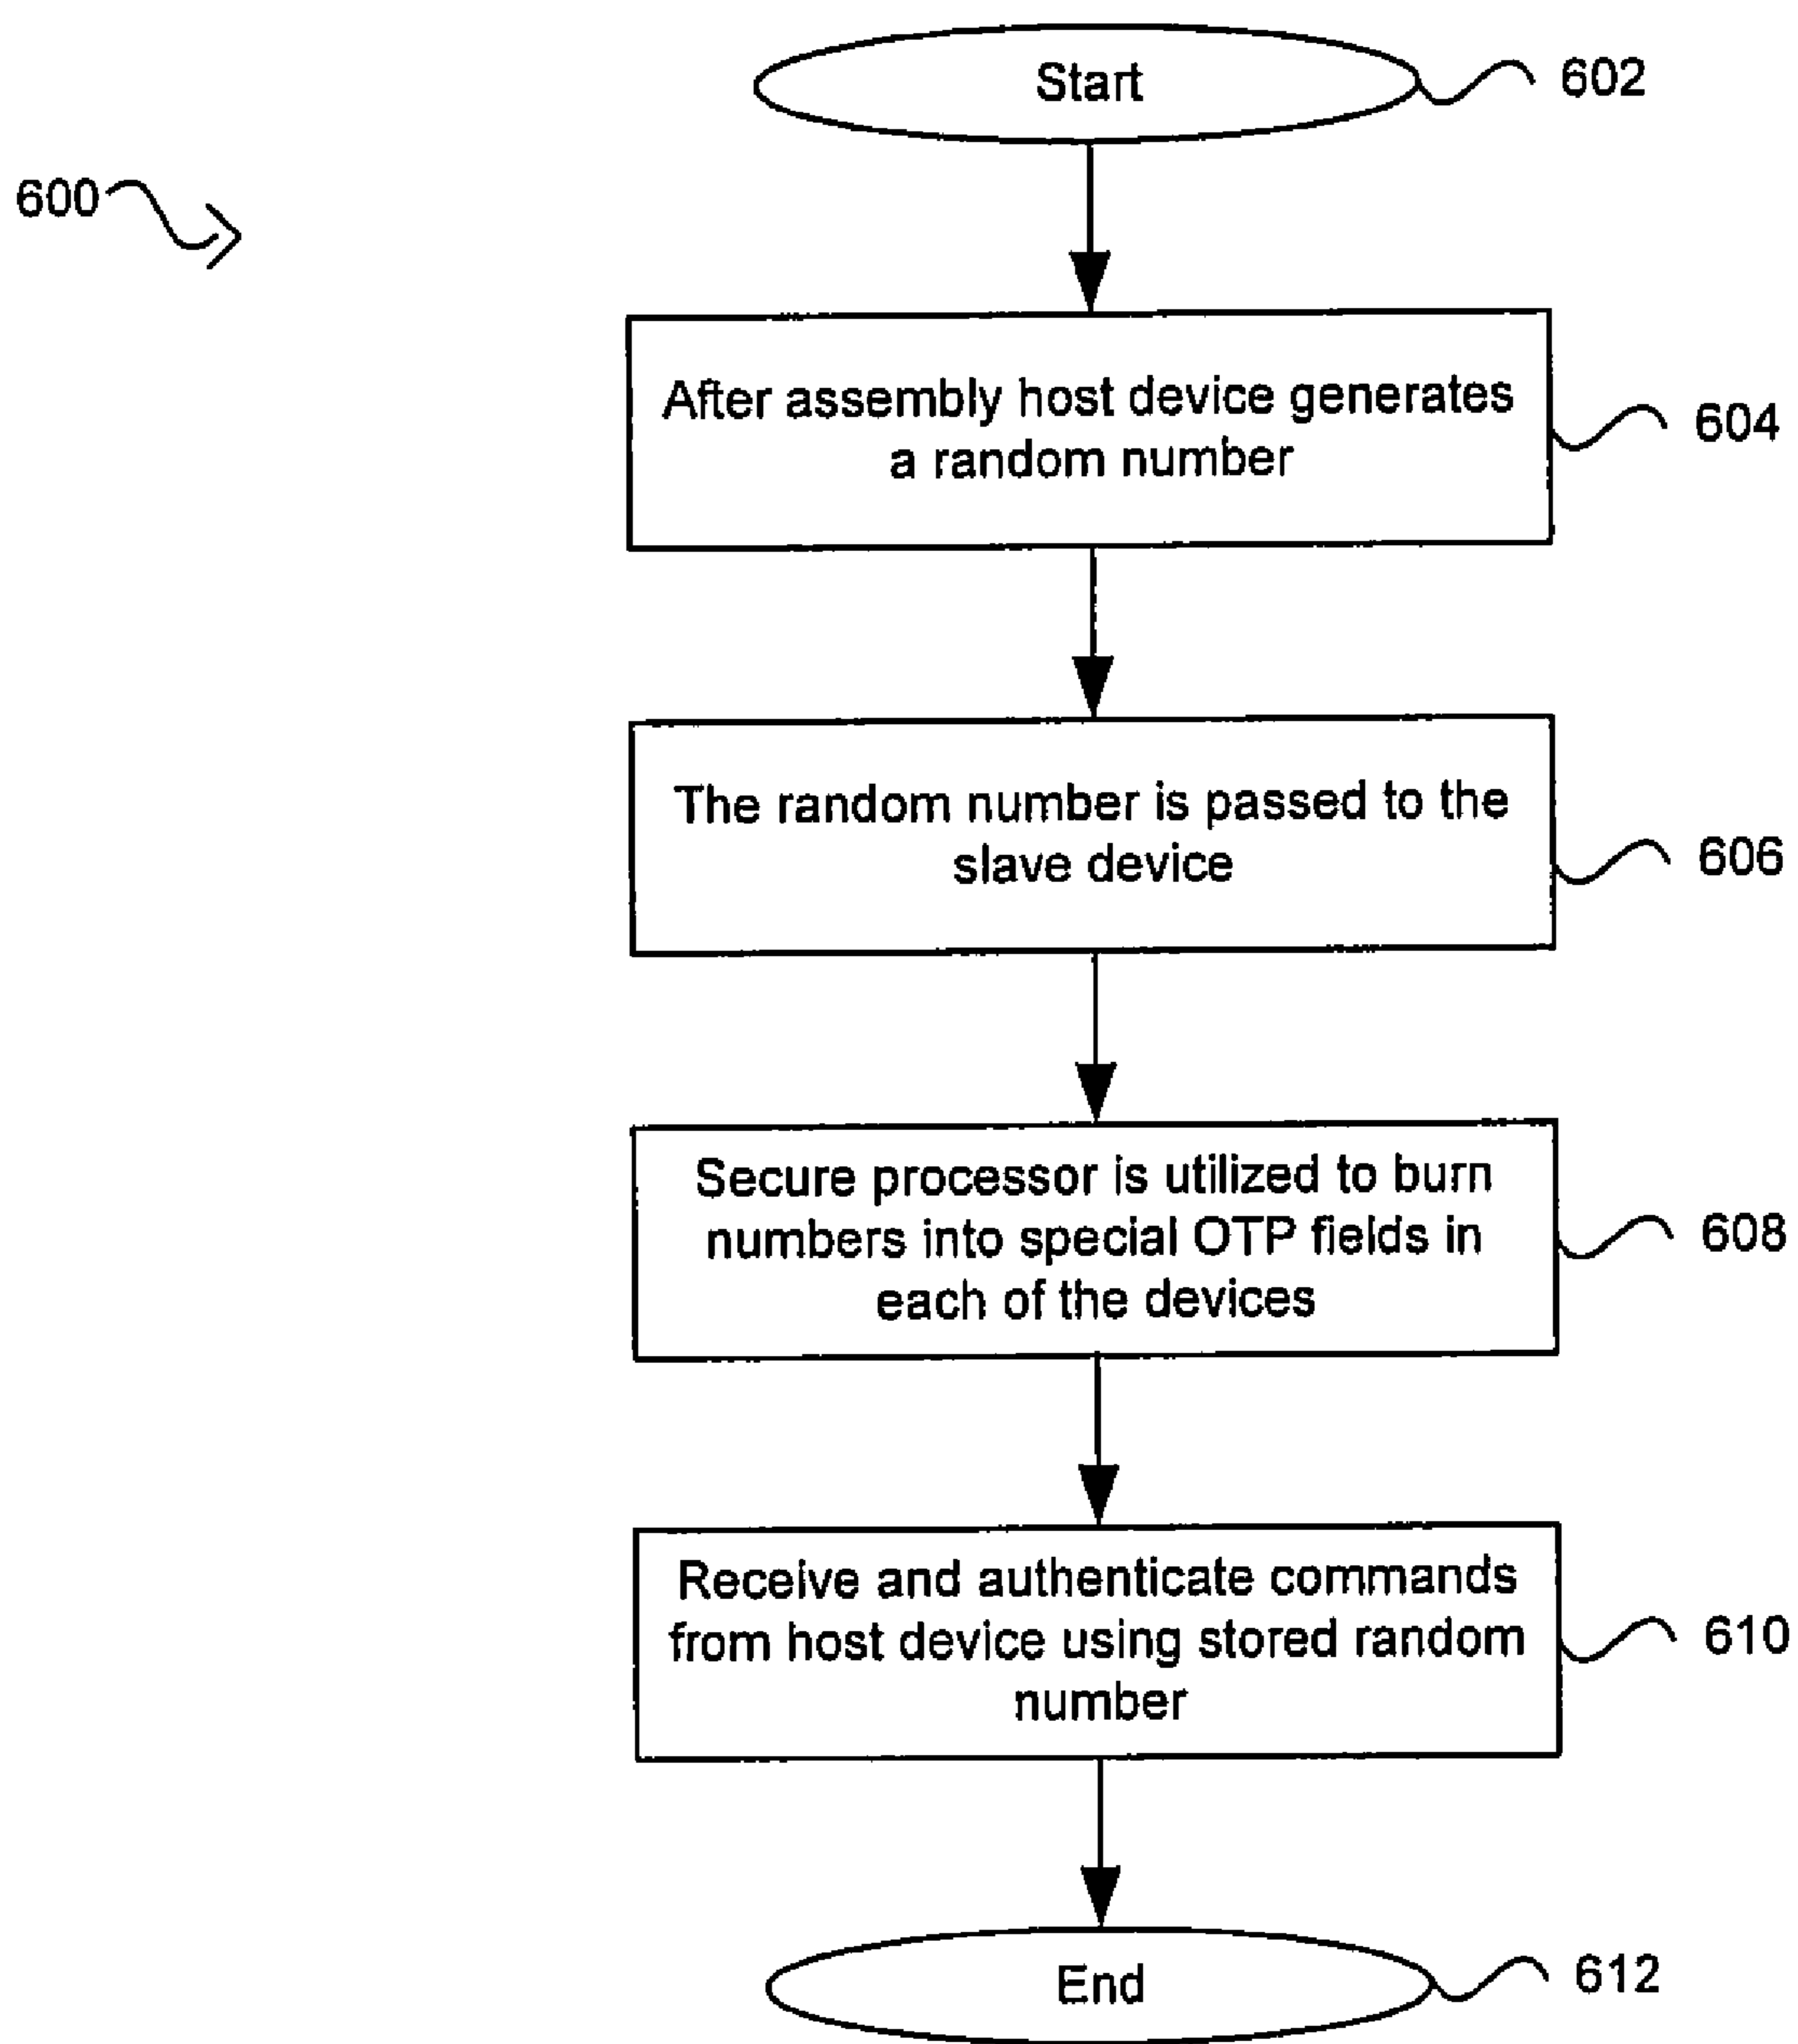 Start
602
600
After assembly host device generates
a random number
604
The random number is passed to the
slave device
606
Secure processor is utilized to burn
numbers into special OTP fields in
each of the devices
608
Receive and authenticate commands
from host device using stored random
number
610
End
612